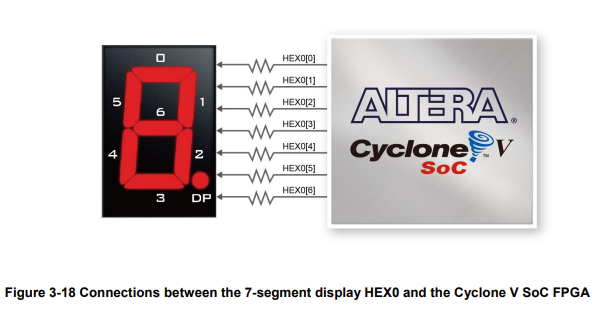 0
5
1
6
4
2
3
DP
HEX0[0]
HEX0[1]
HEX0[2]
HEX0[3]
HEX0[4]
HEX0[5]
HEX0[6]
ALTERA®
Cyclone™ V
SoC
Figure 3-18 Connections between the 7-segment display HEX0 and the Cyclone V SoC FPGA